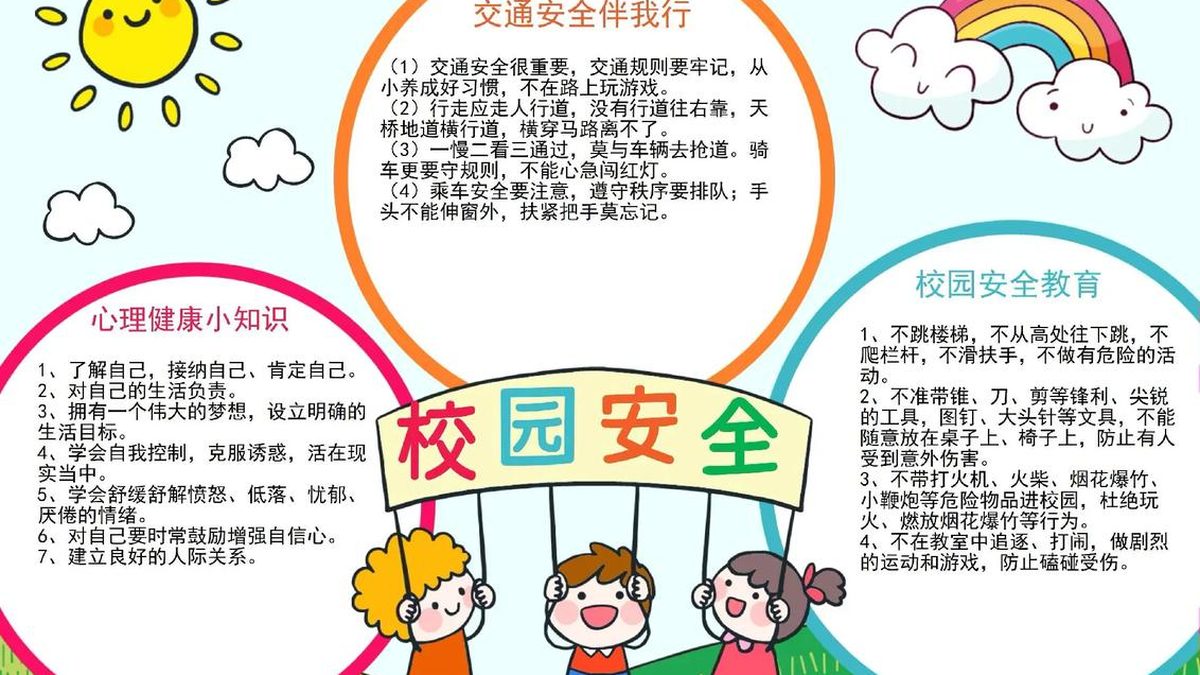 交通安全伴我行
（1）交通安全很重要，交通规则要牢记，从
小养成好习惯，不在路上玩游戏。
（2）行走应走人行道，没有行道往右靠，天
桥地道横行道，横穿马路离不了。
（3）一慢二看三通过，莫与车辆去抢道。骑
车更要守规则，不能心急闯红灯。
（4）乘车安全要注意，遵守秩序要排队；手
头不能伸窗外，扶紧把手莫忘记。
心理健康小知识
1、了解自己，接纳自己、肯定自己。
2、对自己的生活负责。
3、拥有一个伟大的梦想，设立明确的
生活目标。
4、学会自我控制，克服诱惑，活在现
实当中。
5、学会舒缓舒解愤怒、低落、忧郁、
厌倦的情绪。
6、对自己要时常鼓励增强自信心。
7、建立良好的人际关系。
校园安全
校园安全教育
1、不跳楼梯，不从高处往下跳，不
爬栏杆，不滑扶手，不做有危险的活
动。
2、不准带锥、刀、剪等锋利、尖锐
的工具，图钉、大头针等文具，不能
随意放在桌子上、椅子上，防止有人
受到意外伤害。
3、不带打火机、火柴、烟花爆竹、
小鞭炮等危险物品进校园，杜绝玩
火、燃放烟花爆竹等行为。
4、不在教室中追逐、打闹，做剧烈
的运动和游戏，防止磕碰受伤。